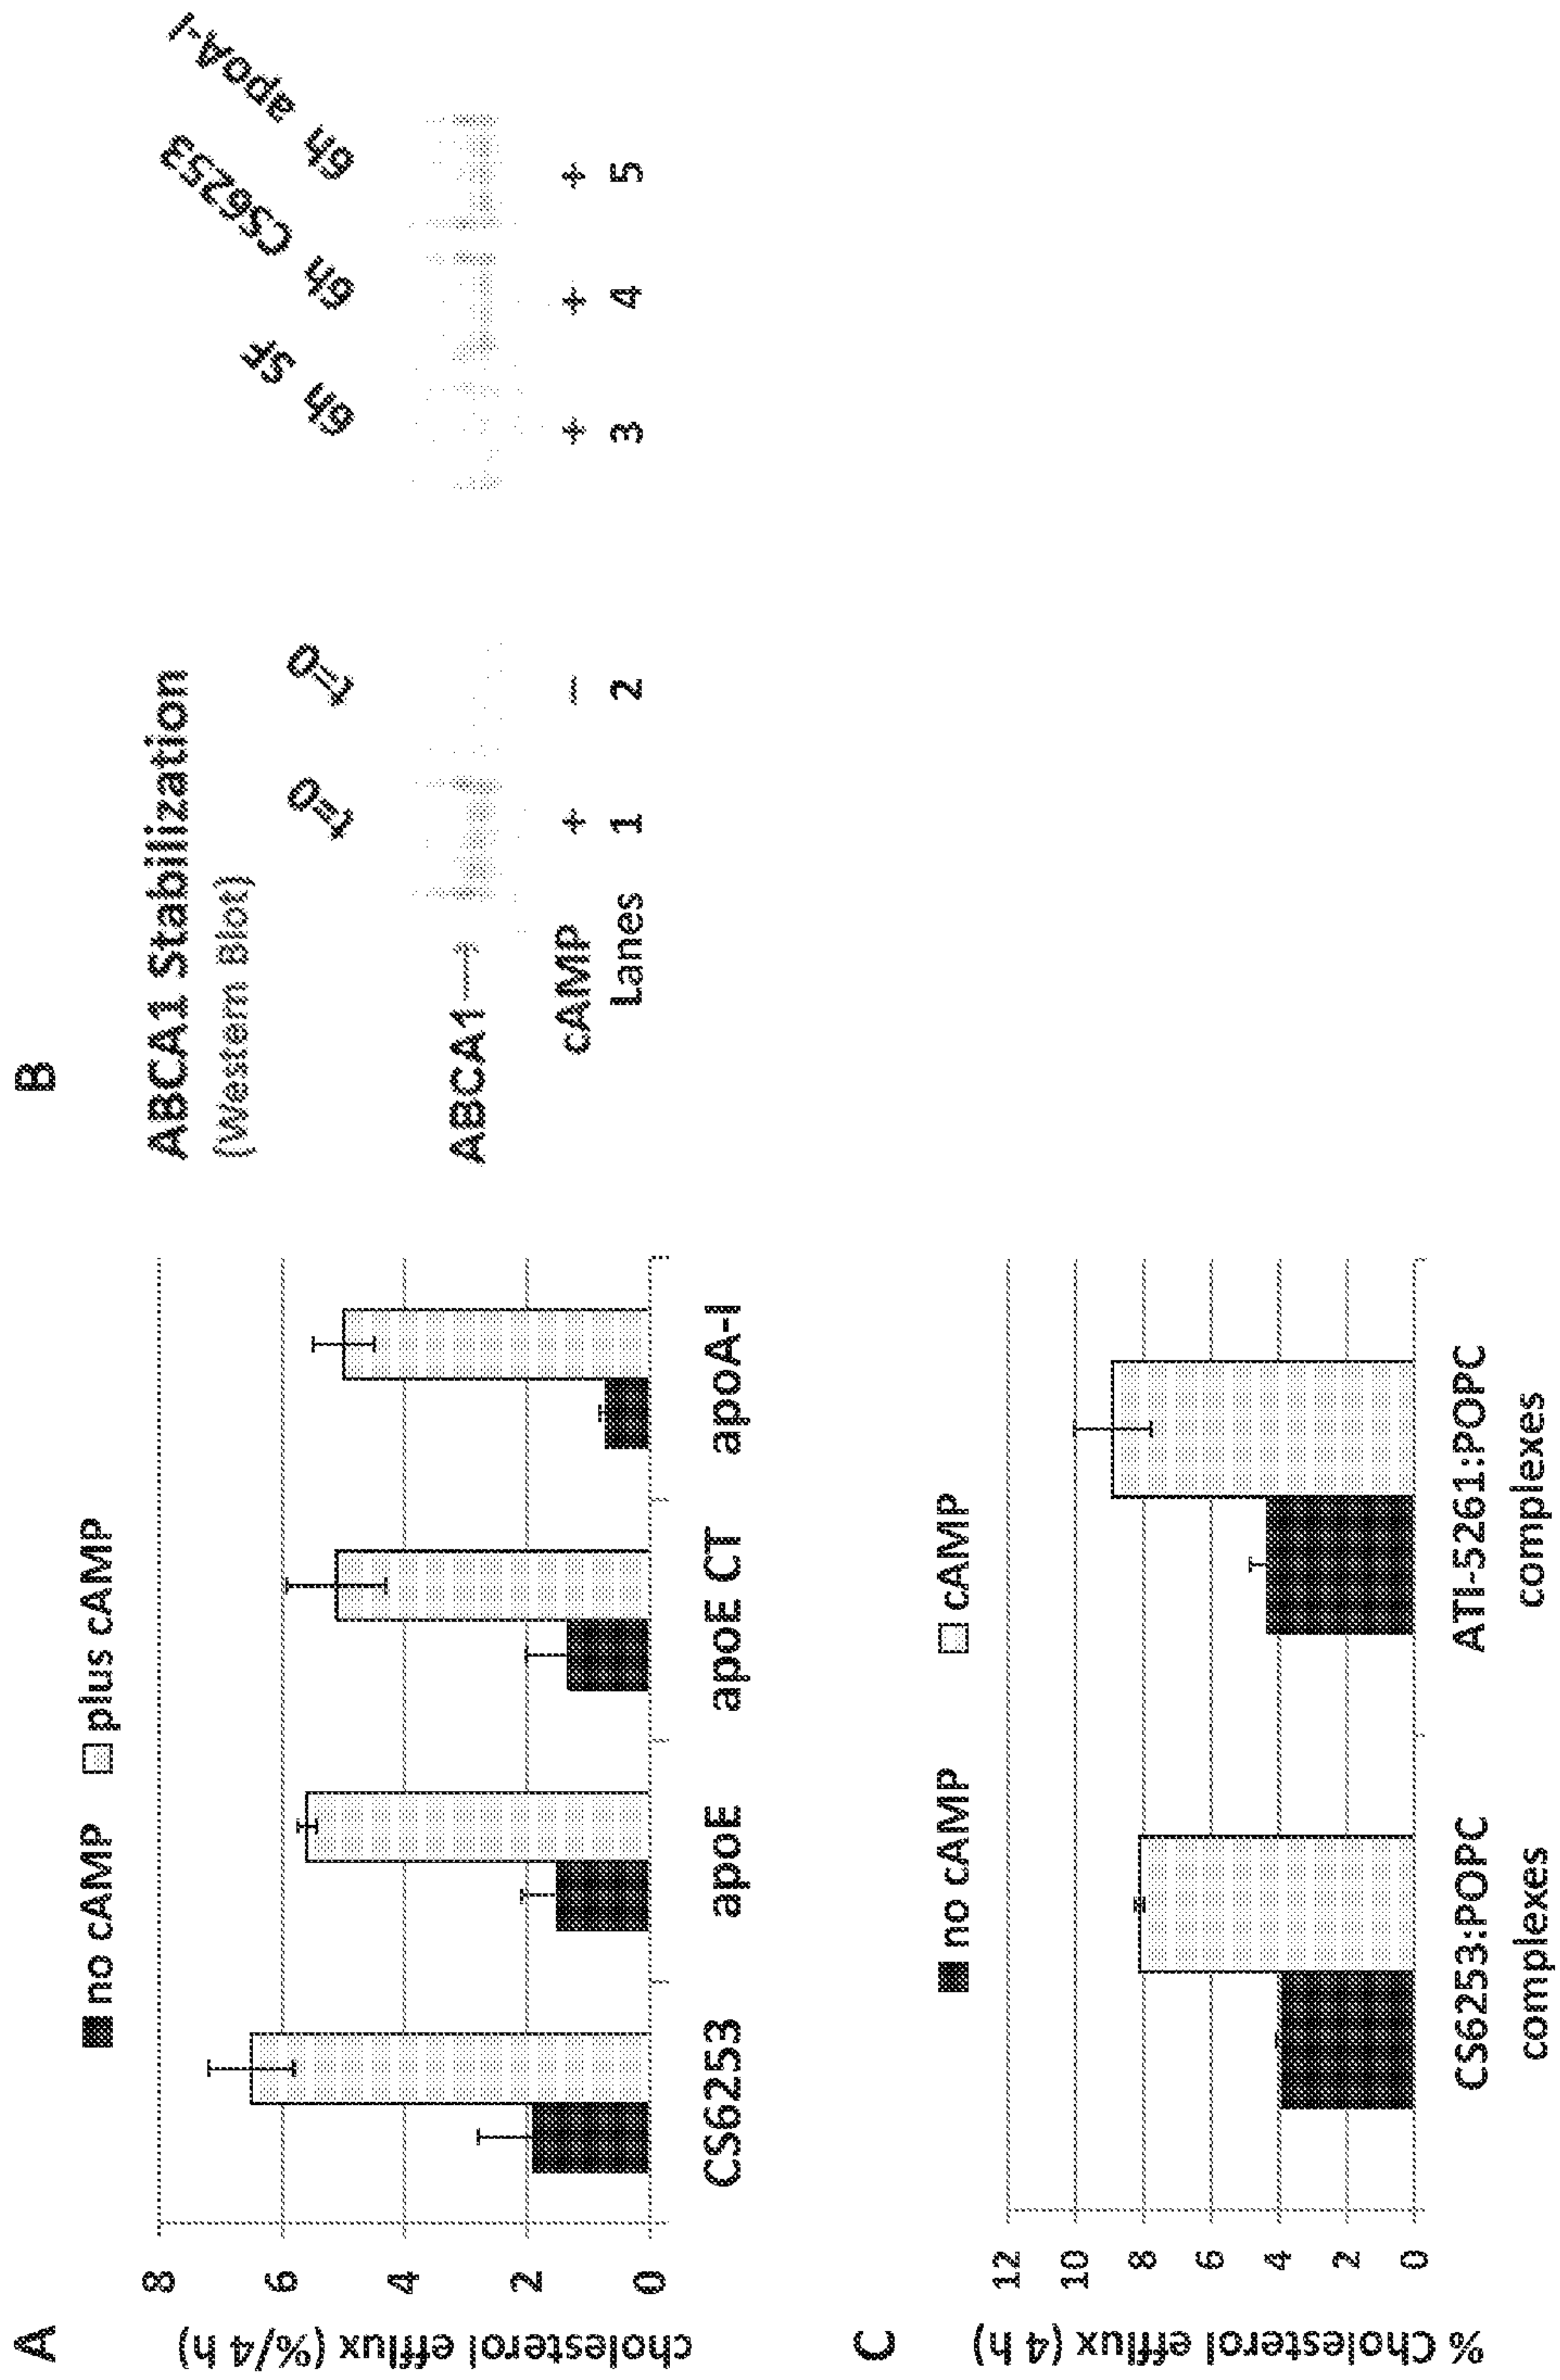 A
no cAMP plus cAMP
cholesterol efflux (%/4 h)
8
6
4
2
0
CS6253 apoE apoE CT apoA-I
B
ABCA1 Stabilization
(Western Blot)
T=0 T=0 6h SF 6h CS6253 6h apoA-I
ABCA1
cAMP + – + + +
Lanes 1 2 3 4 5
C
no cAMP cAMP
% Cholesterol efflux (4 h)
12
10
8
6
4
2
0
CS6253:POPC ATI-5261:POPC
complexes complexes